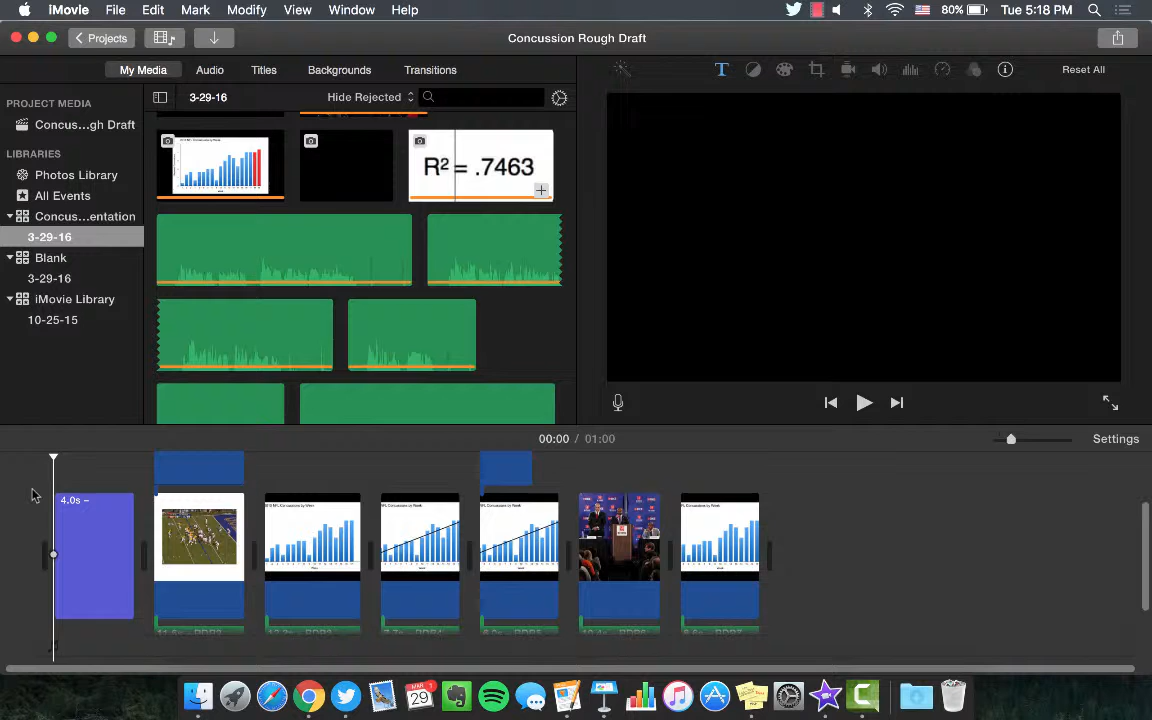 iMovie File Edit Mark Modify View Window Help 80% Tue 5:18 PM
Projects Concussion Rough Draft
My Media Audio Titles Backgrounds Transitions T Reset All
PROJECT MEDIA
Concus...gh Draft
LIBRARIES
Photos Library
All Events
Concus...entation
3-29-16
Blank
3-29-16
iMovie Library
10-25-15
3-29-16 Hide Rejected
R² = .7463
00:00 / 01:00 Settings
4.0s –
MAR
29